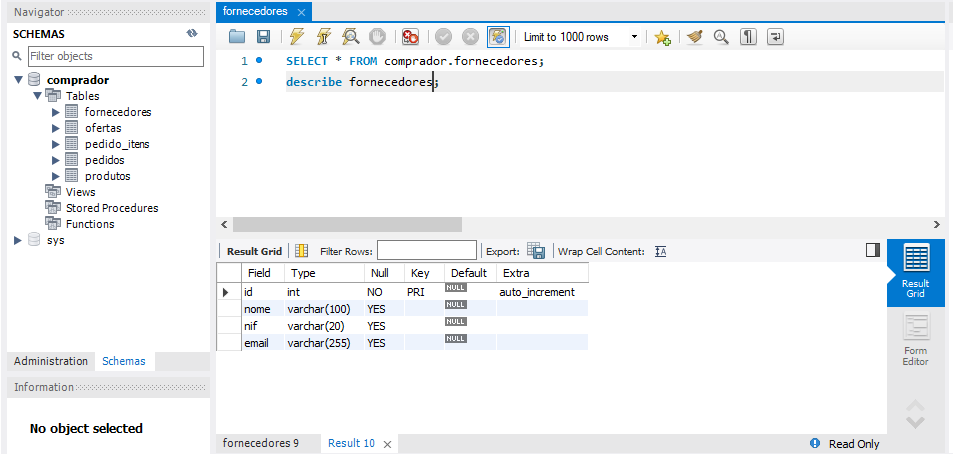 Navigator
SCHEMAS
Filter objects
comprador
Tables
fornecedores
ofertas
pedido_itens
pedidos
produtos
Views
Stored Procedures
Functions
sys
Administration Schemas
Information
No object selected
fornecedores
Limit to 1000 rows
1 SELECT * FROM comprador.fornecedores;
2 describe fornecedores;
Result Grid Filter Rows: Export: Wrap Cell Content: IA
Field Type Null Key Default Extra
id int NO PRI NULL auto_increment
nome varchar(100) YES NULL
nif varchar(20) YES NULL
email varchar(255) YES NULL
Result
Grid
Form
Editor
fornecedores 9 Result 10 Read Only